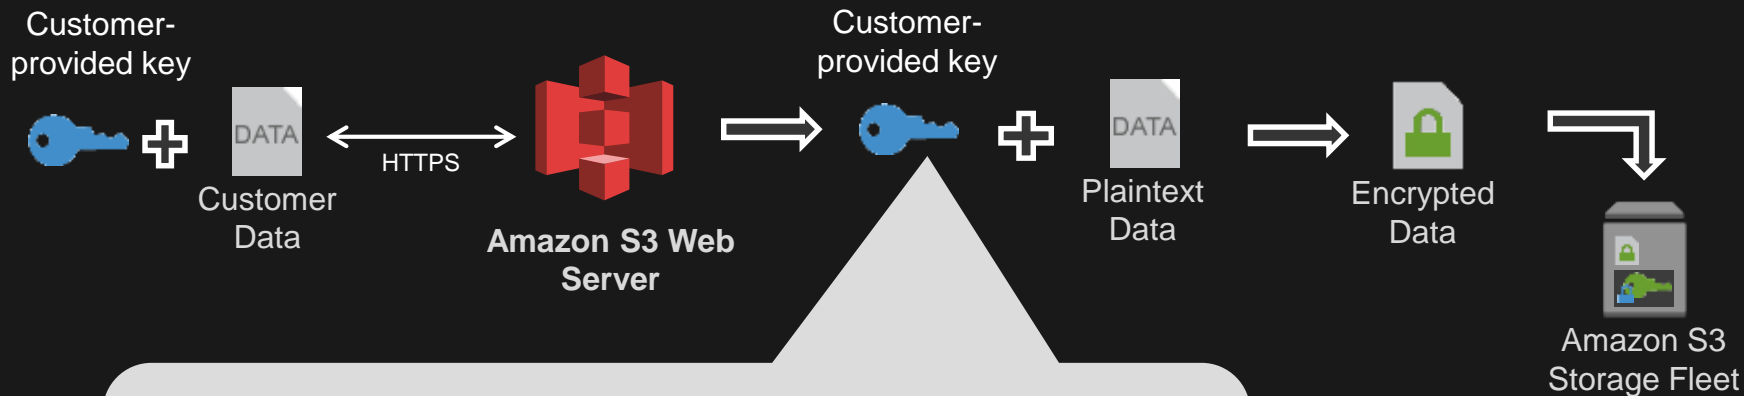 Customer-
provided key
DATA
Customer
Data
HTTPS
Amazon S3 Web
Server
Customer-
provided key
DATA
Plaintext
Data
Encrypted
Data
Amazon S3
Storage Fleet